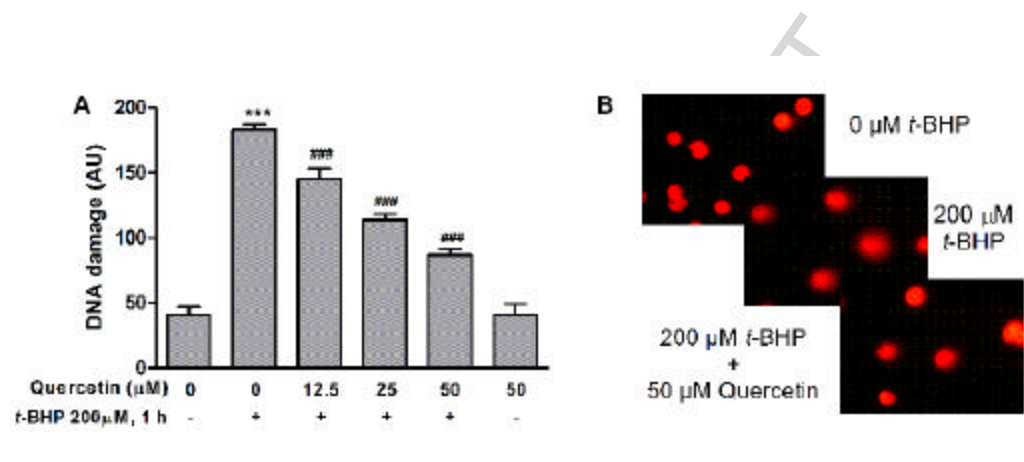 A
200
***
150
###
###
100
###
50
0
DNA damage (AU)
Quercetin (µM) 0 0 12.5 25 50 50
t-BHP 200µM, 1 h - + + + + -
B
0 µM t-BHP
200 µM
t-BHP
200 µM t-BHP
+
50 µM Quercetin
T